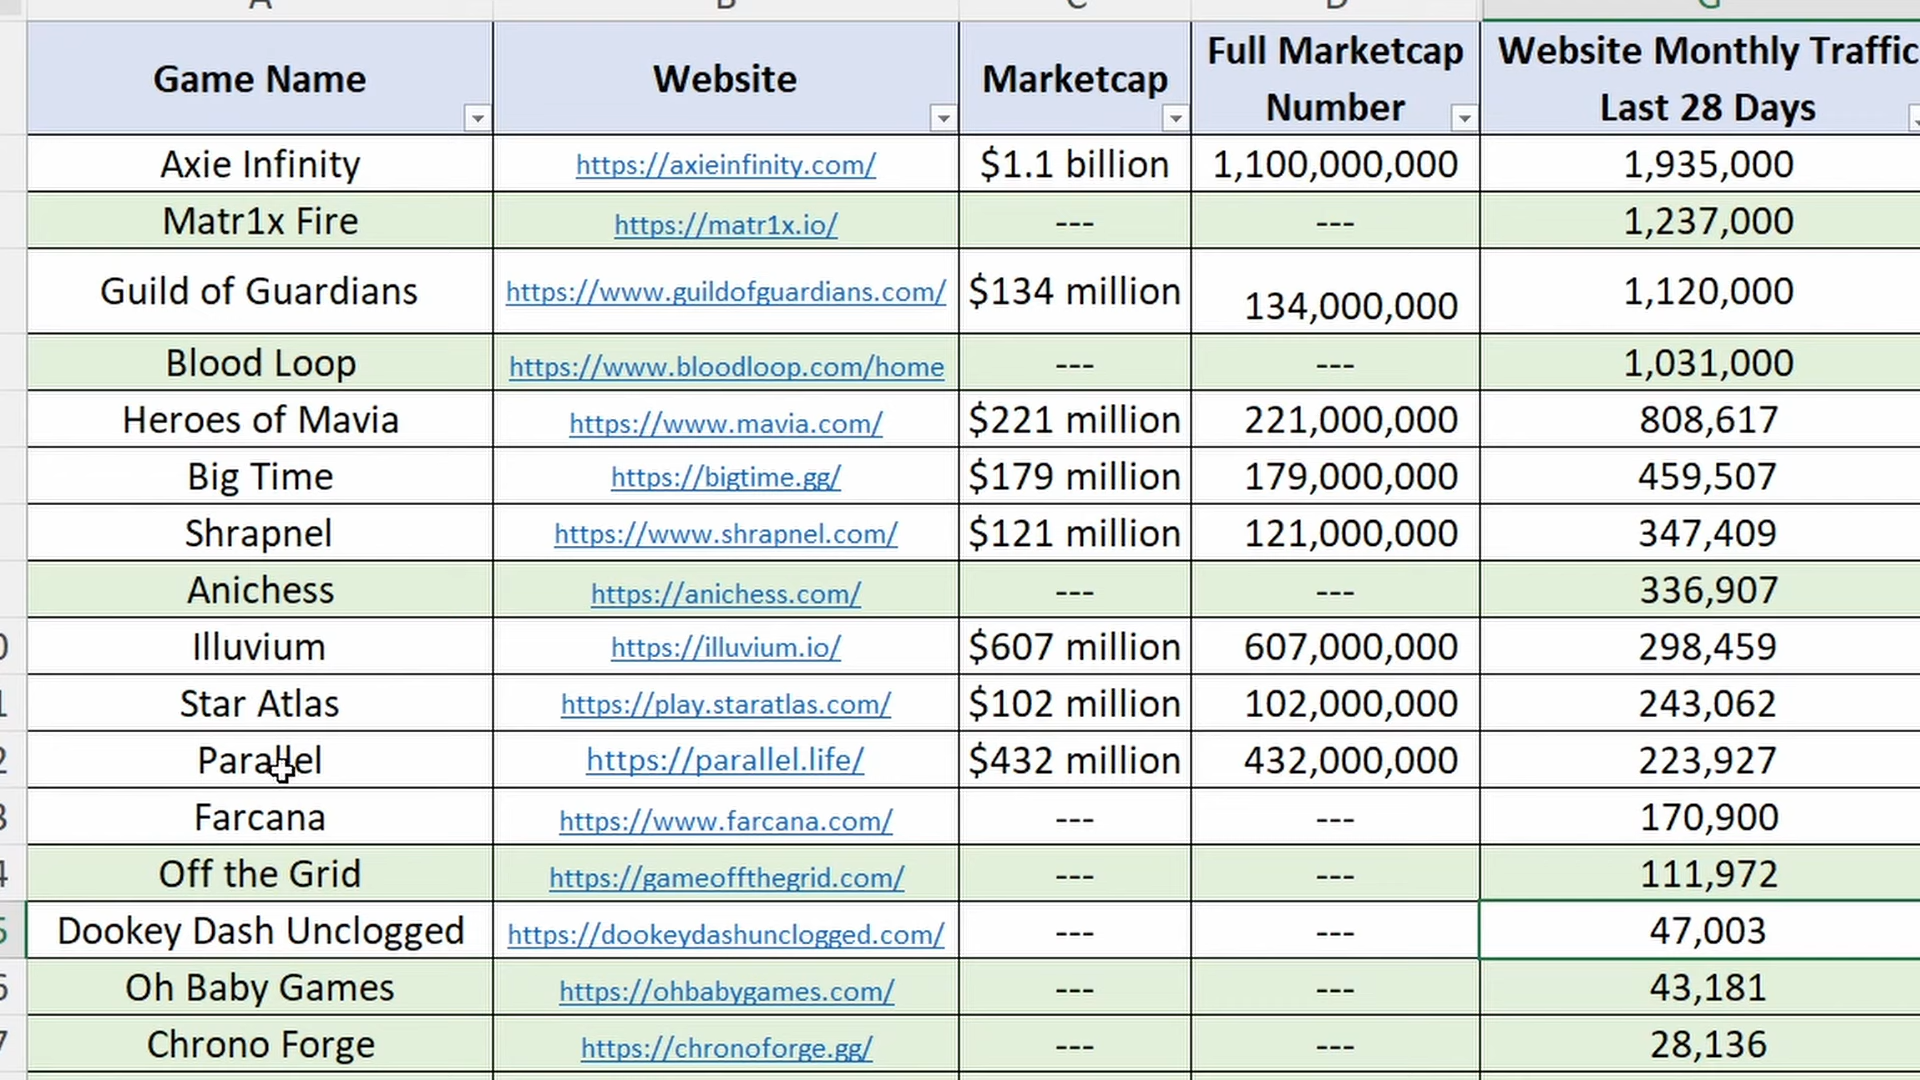 A B C D G
Game Name Website Marketcap Full Marketcap Number Website Monthly Traffic Last 28 Days
Axie Infinity https://axieinfinity.com/ $1.1 billion 1,100,000,000 1,935,000
Matr1x Fire https://matr1x.io/ --- --- 1,237,000
Guild of Guardians https://www.guildofguardians.com/ $134 million 134,000,000 1,120,000
Blood Loop https://www.bloodloop.com/home --- --- 1,031,000
Heroes of Mavia https://www.mavia.com/ $221 million 221,000,000 808,617
Big Time https://bigtime.gg/ $179 million 179,000,000 459,507
Shrapnel https://www.shrapnel.com/ $121 million 121,000,000 347,409
Anichess https://anichess.com/ --- --- 336,907
0 Illuvium https://illuvium.io/ $607 million 607,000,000 298,459
1 Star Atlas https://play.staratlas.com/ $102 million 102,000,000 243,062
2 Parallel https://parallel.life/ $432 million 432,000,000 223,927
3 Farcana https://www.farcana.com/ --- --- 170,900
4 Off the Grid https://gameoffthegrid.com/ --- --- 111,972
5 Dookey Dash Unclogged https://dookeydashunclogged.com/ --- --- 47,003
6 Oh Baby Games https://ohbabygames.com/ --- --- 43,181
7 Chrono Forge https://chronoforge.gg/ --- --- 28,136